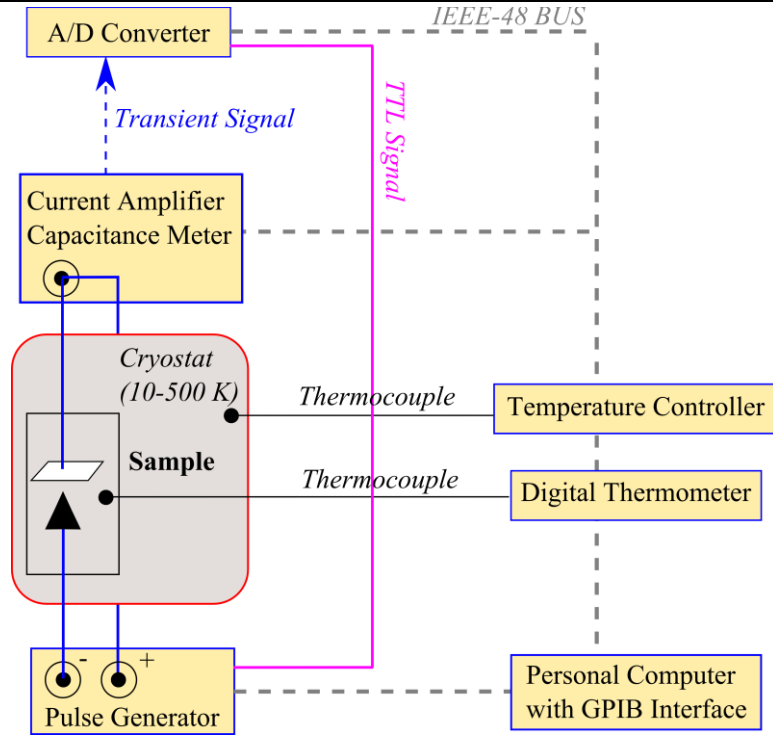 IEEE-48 BUS
A/D Converter
Transient Signal
TTL Signal
Current Amplifier
Capacitance Meter
Cryostat
(10-500 K)
Thermocouple
Temperature Controller
Sample
Thermocouple
Digital Thermometer
- +
Pulse Generator
Personal Computer
with GPIB Interface